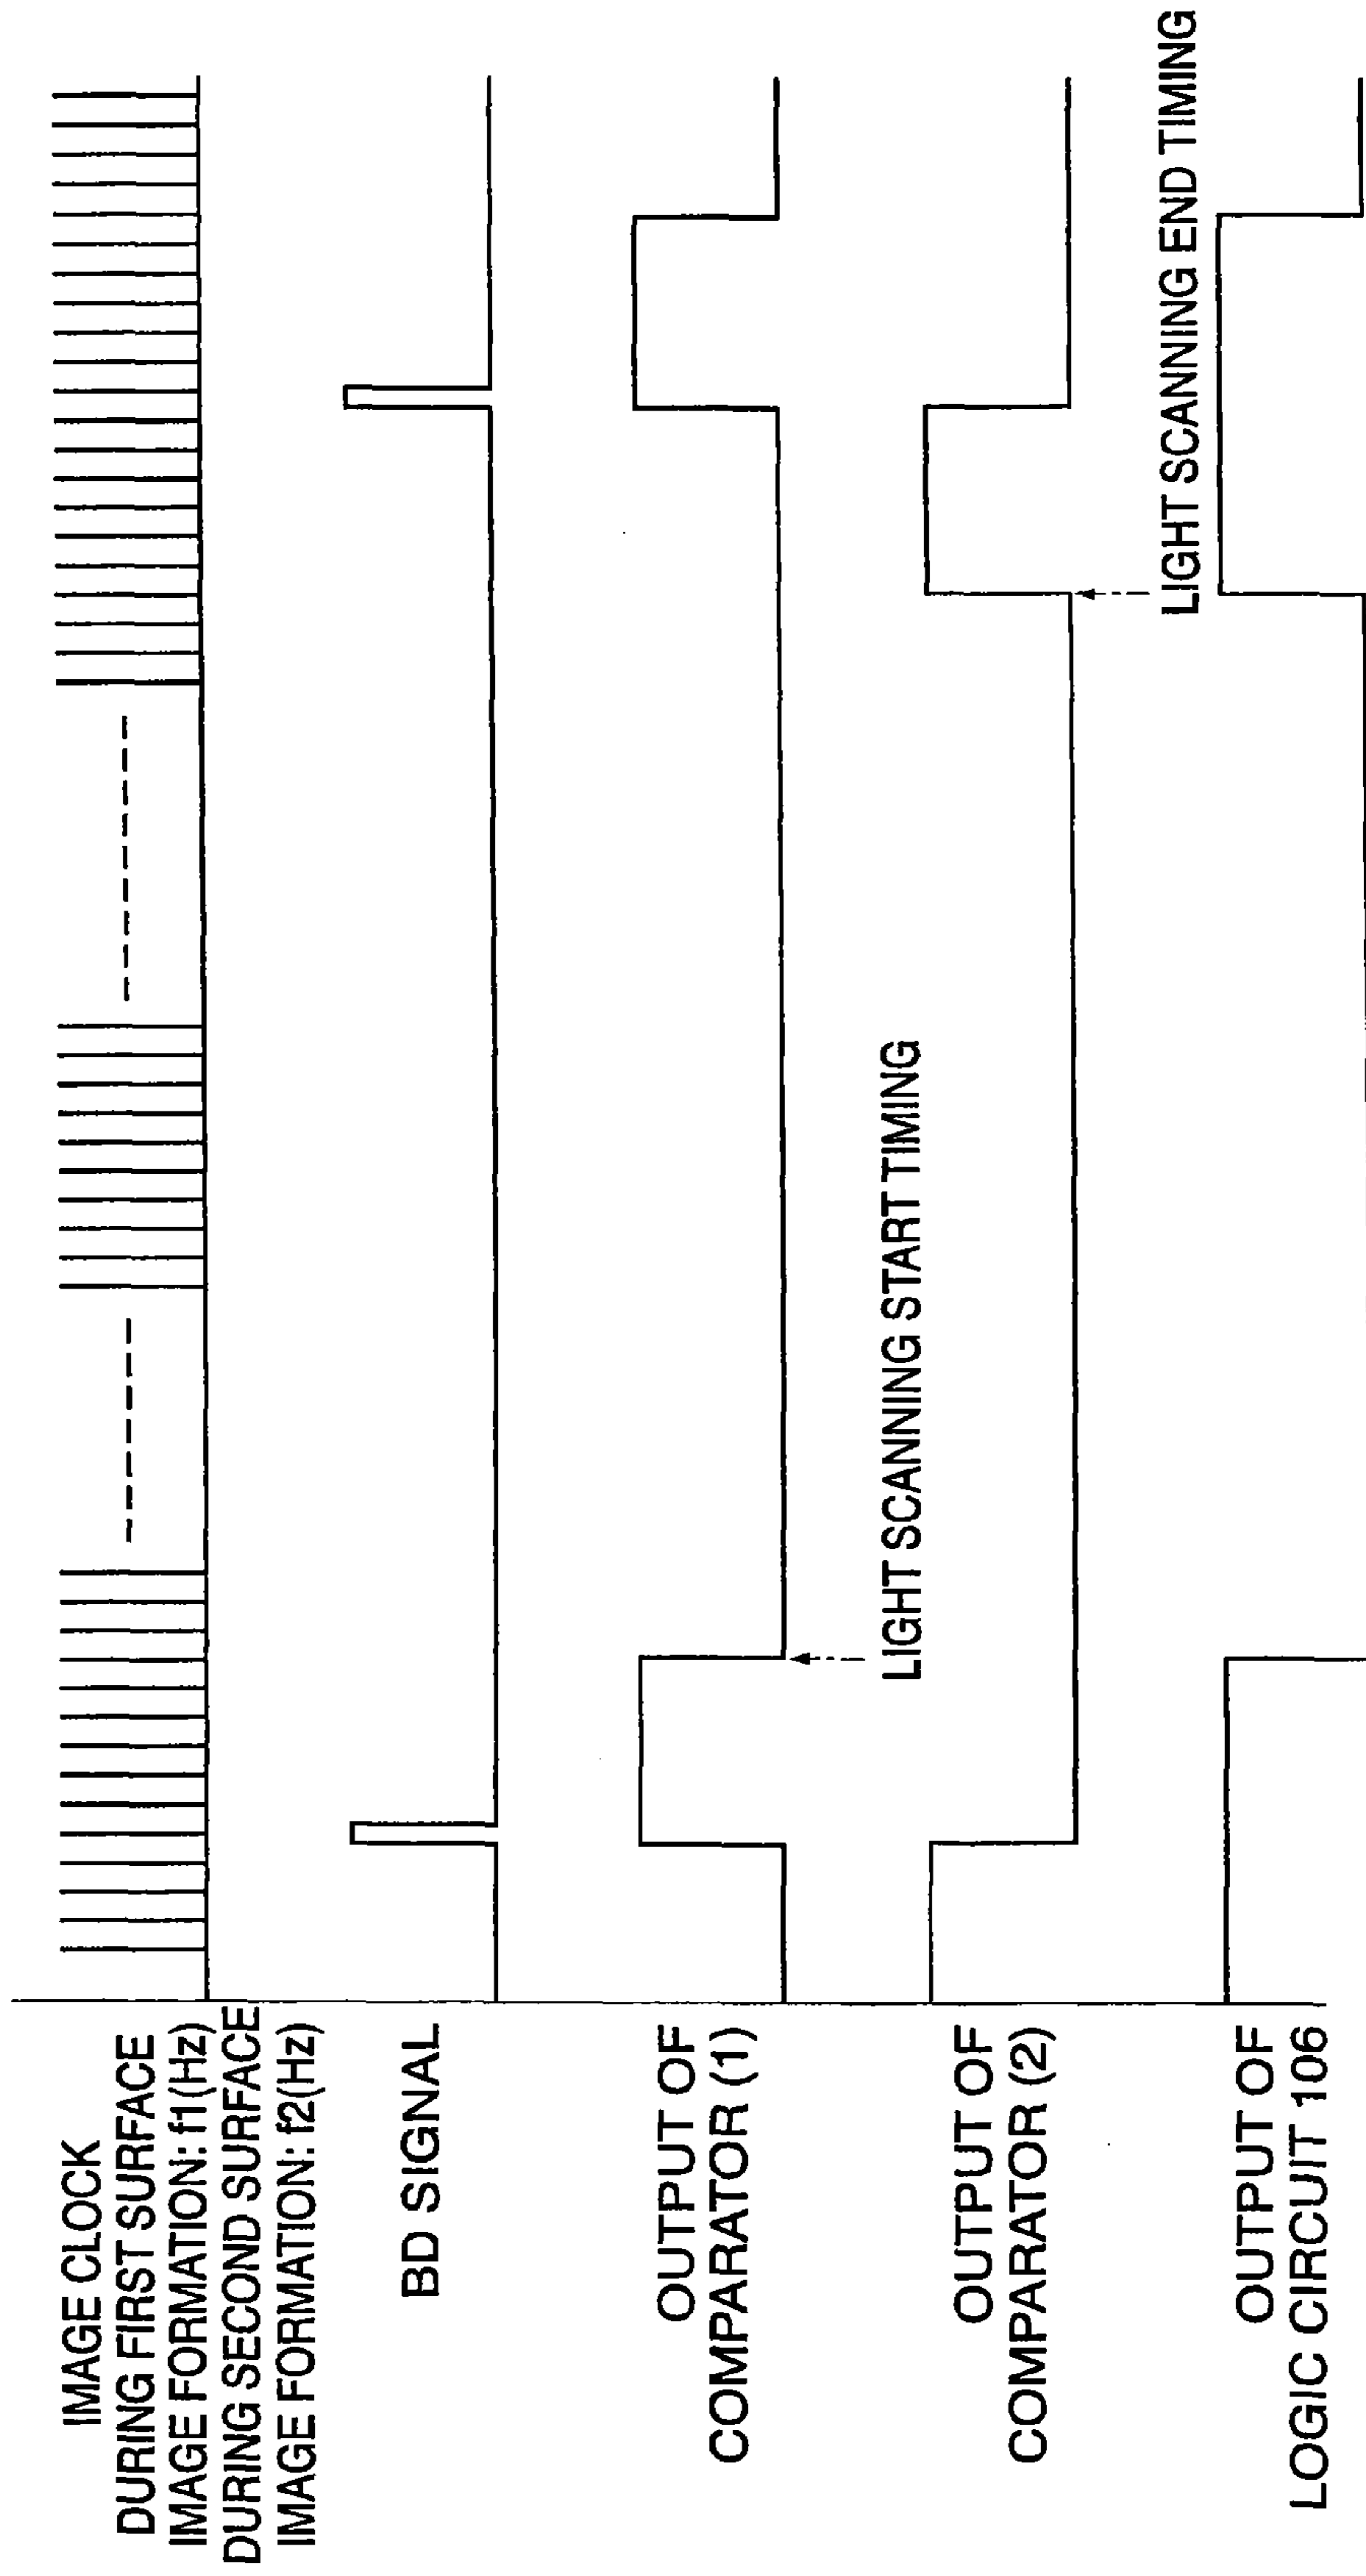 IMAGE CLOCK
DURING FIRST SURFACE
IMAGE FORMATION: f1(Hz)
DURING SECOND SURFACE
IMAGE FORMATION: f2(Hz)
BD SIGNAL
OUTPUT OF
COMPARATOR (1)
LIGHT SCANNING START TIMING
OUTPUT OF
COMPARATOR (2)
LIGHT SCANNING END TIMING
OUTPUT OF
LOGIC CIRCUIT 106